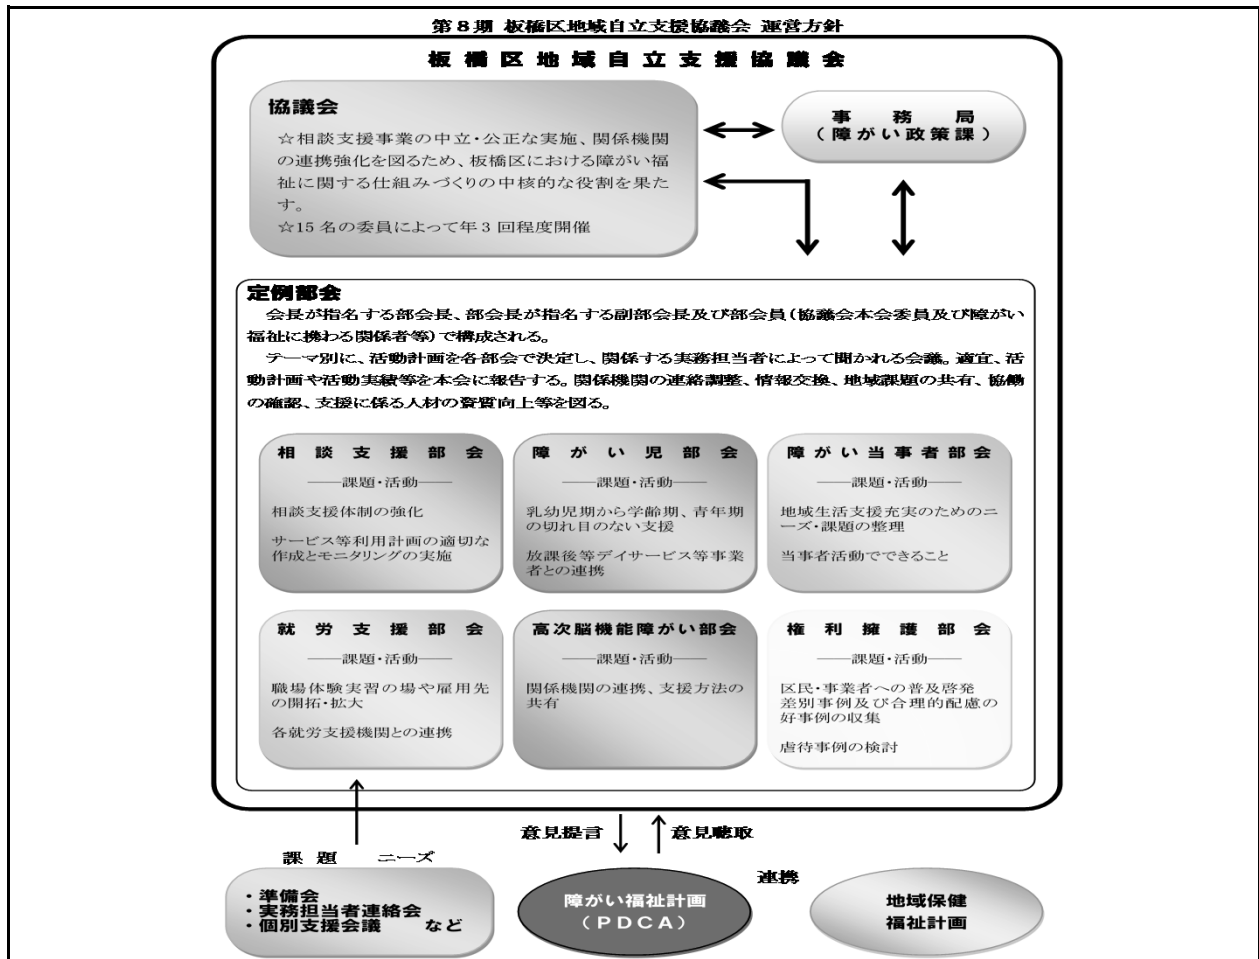 第8期 板橋区地域自立支援協議会 運営方針
板橋区地域自立支援協議会
協議会
☆相談支援事業の中立・公正な実施、関係機関
の連携強化を図るため、板橋区における障がい福
祉に関する仕組みづくりの中核的な役割を果た
す。
☆15名の委員によって年3回程度開催
事務局
（障がい政策課）
定例部会
会長が指名する部会長、部会長が指名する副部会長及び部会員（協議会本会委員及び障がい
福祉に携わる関係者等）で構成される。
テーマ別に、活動計画を各部会で決定し、関係する実務担当者によって開かれる会議。適宜、活
動計画や活動実績等を本会に報告する。関係機関の連絡調整、情報交換、地域課題の共有、協働
の確認、支援に係る人材の資質向上等を図る。
相談支援部会
――課題・活動――
相談支援体制の強化
サービス等利用計画の適切な
作成とモニタリングの実施
障がい児部会
――課題・活動――
乳幼児期から学齢期、青年期
の切れ目のない支援
放課後等デイサービス等事業
者との連携
障がい当事者部会
――課題・活動――
地域生活支援充実のためのニ
ーズ・課題の整理
当事者活動でできること
就労支援部会
――課題・活動――
職場体験実習の場や雇用先
の開拓・拡大
各就労支援機関との連携
高次脳機能障がい部会
――課題・活動――
関係機関の連携、支援方法の
共有
権利擁護部会
――課題・活動――
区民・事業者への普及啓発
差別事例及び合理的配慮の
好事例の収集
虐待事例の検討
意見提言
意見聴取
課題 ニーズ
・準備会
・実務担当者連絡会
・個別支援会議 など
障がい福祉計画
（PDCA）
連携
地域保健
福祉計画